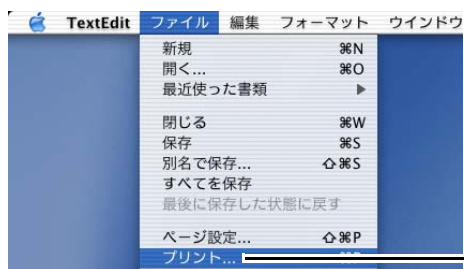 TextEdit ファイル 編集 フォーマット ウインドウ
新規 ⌘N
開く... ⌘O
最近使った書類 ▶
閉じる ⌘W
保存 ⌘S
別名で保存... ⇧⌘S
すべてを保存
最後に保存した状態に戻す
ページ設定... ⇧⌘P
プリント...